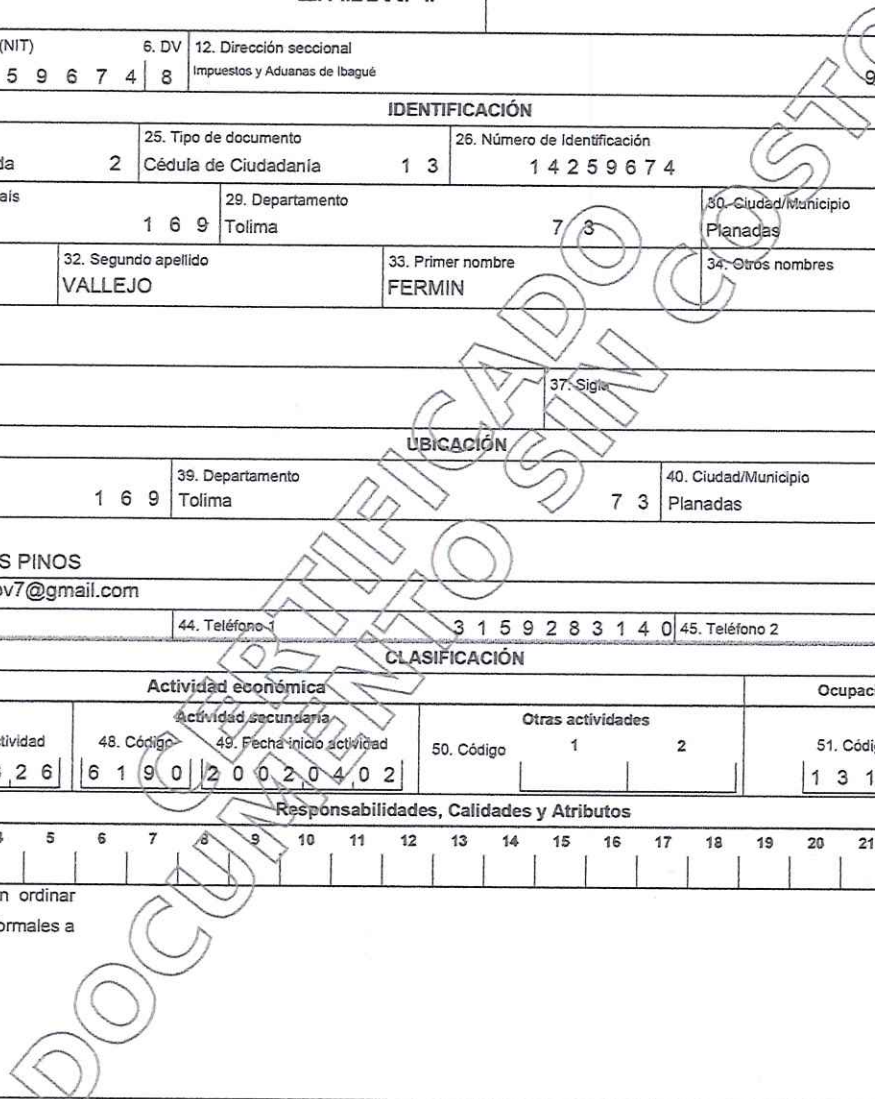 (NIT) 6. DV 12. Dirección seccional
5 9 6 7 4 8 Impuestos y Aduanas de Ibagué 9
IDENTIFICACIÓN
25. Tipo de documento 26. Número de Identificación
da 2 Cédula de Ciudadanía 1 3 1 4 2 5 9 6 7 4
aís 29. Departamento 30. Ciudad/Municipio
1 6 9 Tolima 7 3 Planadas
32. Segundo apellido 33. Primer nombre 34. Otros nombres
VALLEJO FERMIN
37. Sigla
UBICACIÓN
39. Departamento 40. Ciudad/Municipio
1 6 9 Tolima 7 3 Planadas
S PINOS
ov7@gmail.com
44. Teléfono 1 3 1 5 9 2 8 3 1 4 0 45. Teléfono 2
CLASIFICACIÓN
Actividad económica Ocupaci
Actividad secundaria Otras actividades
tividad 48. Código 49. Fecha inicio actividad 50. Código 1 2 51. Códi
2 6 6 1 9 0 2 0 0 2 0 4 0 2 1 3 1
Responsabilidades, Calidades y Atributos
5 6 7 8 9 10 11 12 13 14 15 16 17 18 19 20 21
n ordinar
ormales a
CERTIFICADO
DOCUMENTO SIN COSTO